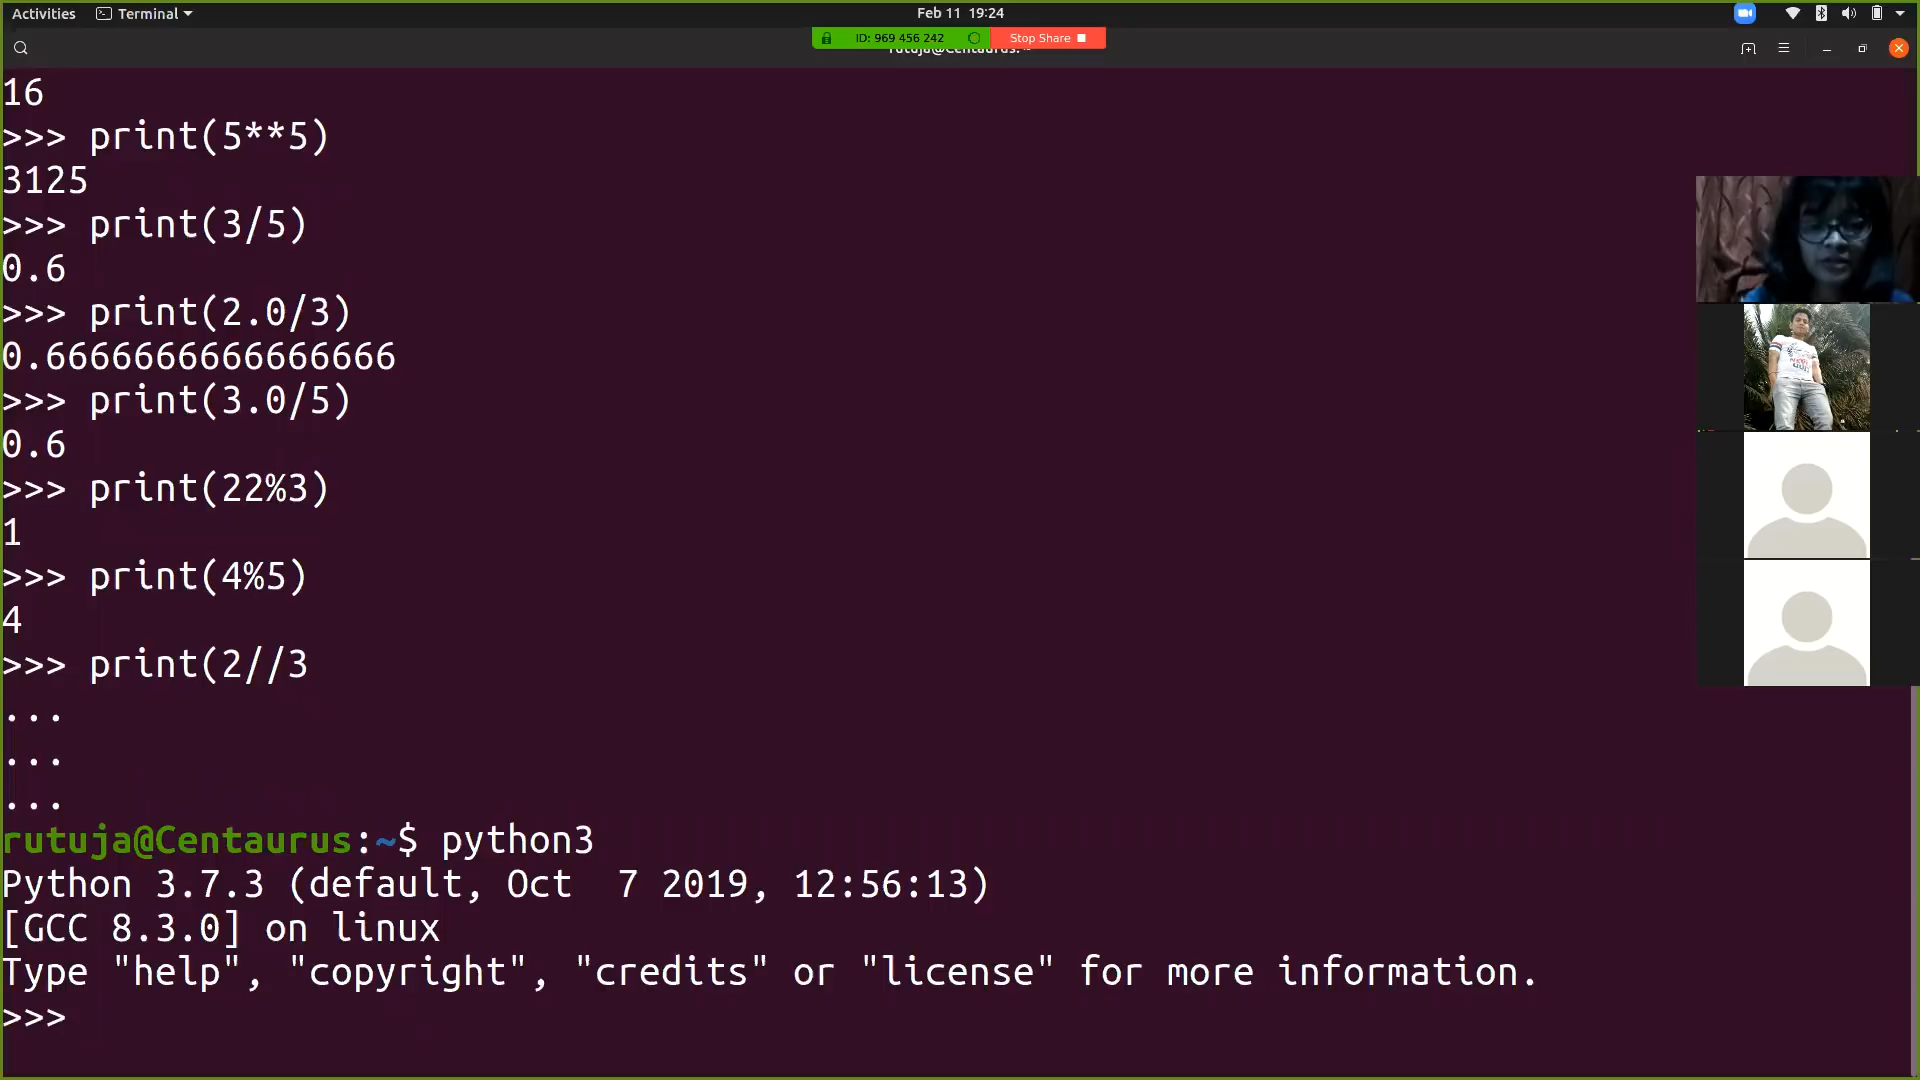 Activities Terminal Feb 11 19:24
ID: 969 456 242 Stop Share
rutuja@Centaurus: ~
16
>>> print(5**5)
3125
>>> print(3/5)
0.6
>>> print(2.0/3)
0.6666666666666666
>>> print(3.0/5)
0.6
>>> print(22%3)
1
>>> print(4%5)
4
>>> print(2//3
...
...
...
rutuja@Centaurus:~$ python3
Python 3.7.3 (default, Oct  7 2019, 12:56:13)
[GCC 8.3.0] on linux
Type "help", "copyright", "credits" or "license" for more information.
>>>